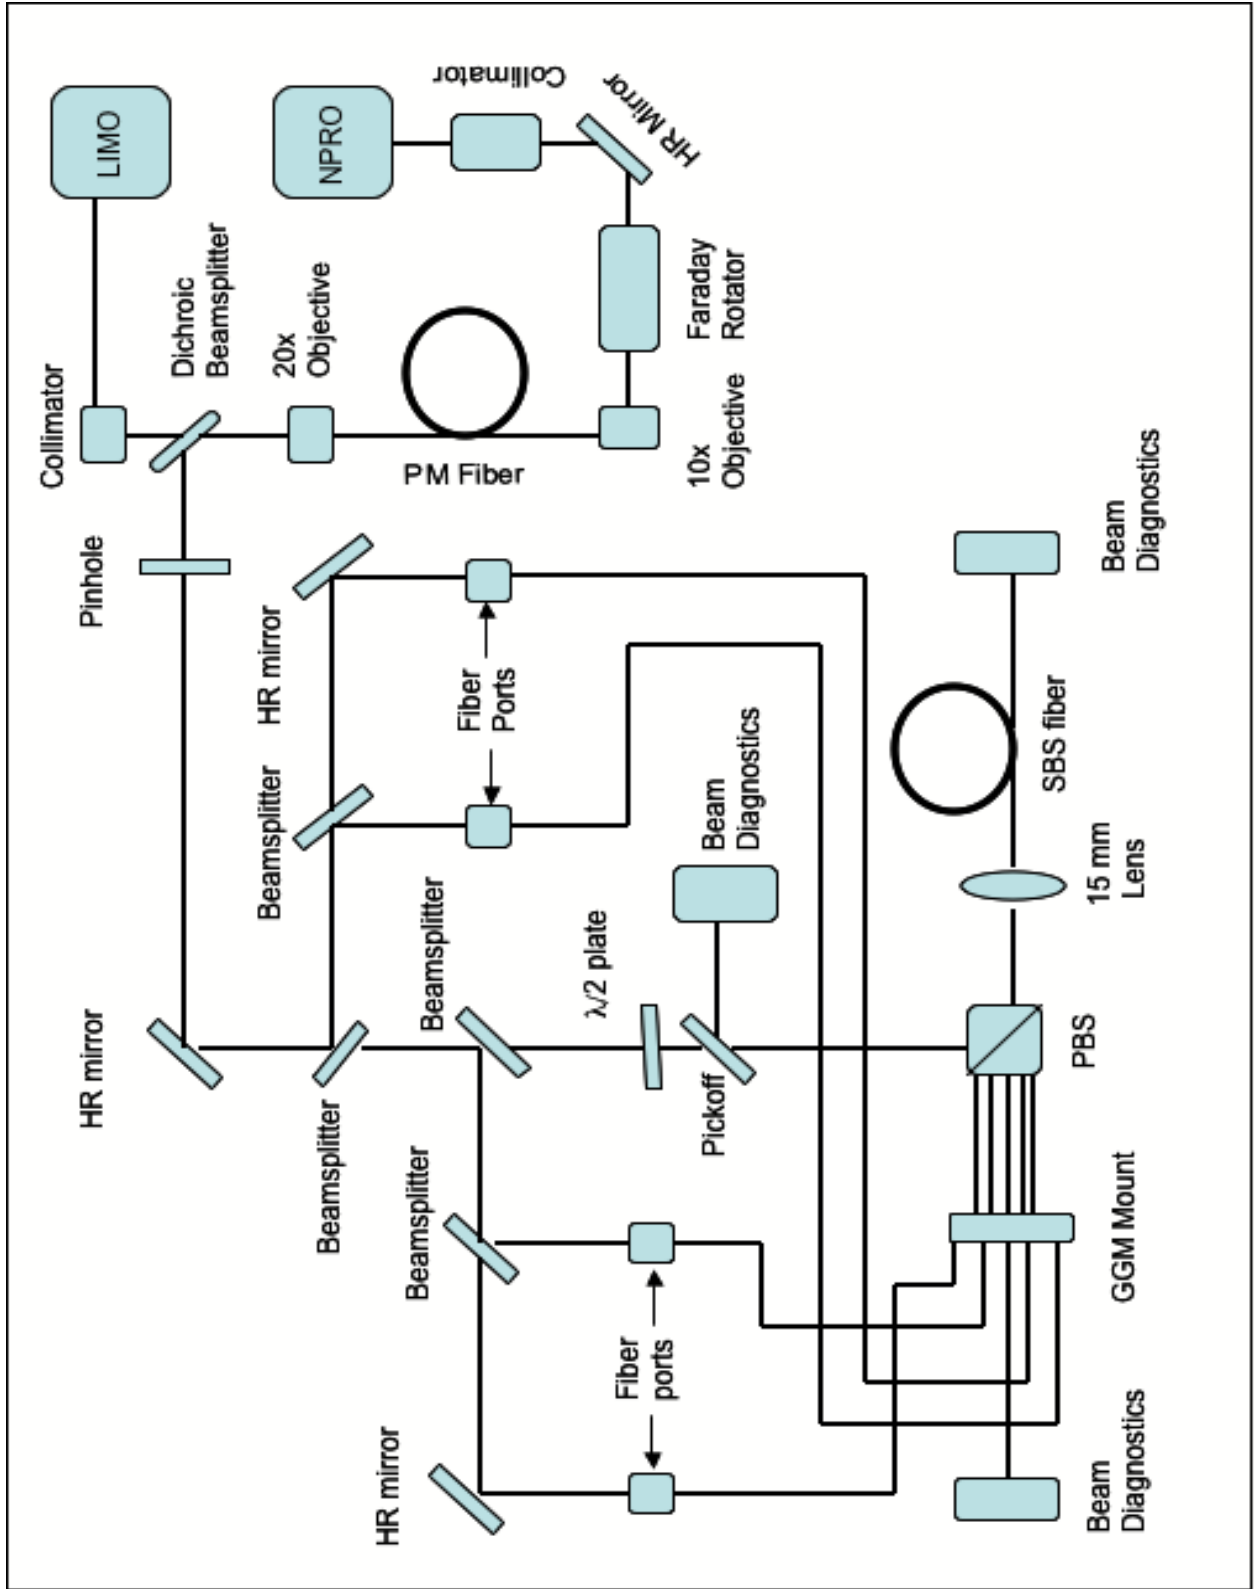 LIMO
NPRO
Collimator
HR Mirror
Dichroic
Beamsplitter
20x
Objective
Faraday
Rotator
Collimator
PM Fiber
10x
Objective
Pinhole
HR mirror
Fiber
Ports
Beam
Diagnostics
Beamsplitter
Beam
Diagnostics
SBS fiber
Beamsplitter
λ/2 plate
15 mm
Lens
HR mirror
Beamsplitter
Pickoff
PBS
Beamsplitter
GGM Mount
Fiber
ports
HR mirror
Beam
Diagnostics